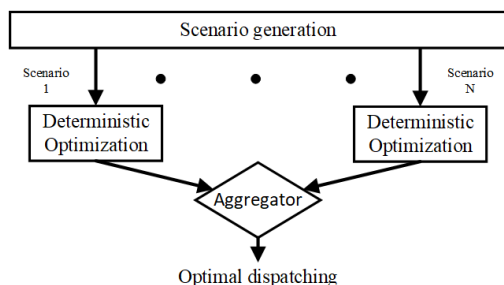 Scenario generation
Scenario
1
Scenario
N
Deterministic
Optimization
Deterministic
Optimization
Aggregator
Optimal dispatching